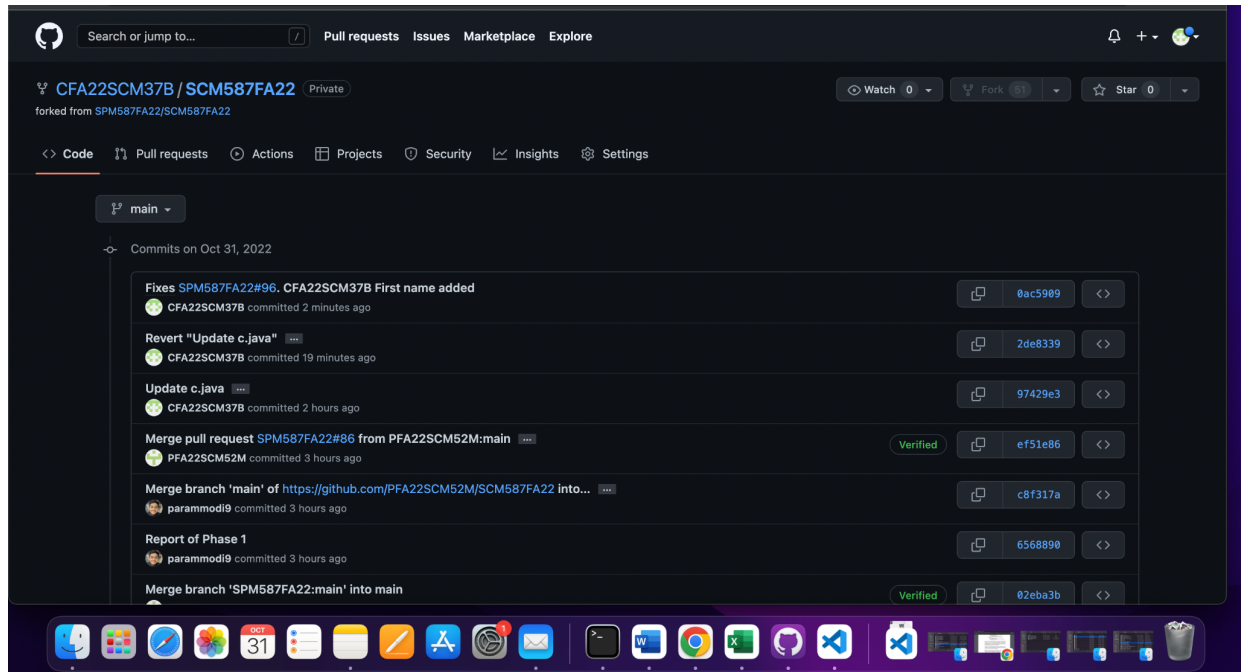 Search or jump to... /
Pull requests Issues Marketplace Explore
CFA22SCM37B / SCM587FA22 Private
Watch 0 Fork 51 Star 0
forked from SPM587FA22/SCM587FA22
<> Code Pull requests Actions Projects Security Insights Settings
main
Commits on Oct 31, 2022
Fixes SPM587FA22#96. CFA22SCM37B First name added
CFA22SCM37B committed 2 minutes ago
0ac5909 <>
Revert "Update c.java" ...
CFA22SCM37B committed 19 minutes ago
2de8339 <>
Update c.java ...
CFA22SCM37B committed 2 hours ago
97429e3 <>
Merge pull request SPM587FA22#86 from PFA22SCM52M:main ...
PFA22SCM52M committed 3 hours ago
Verified ef51e86 <>
Merge branch 'main' of https://github.com/PFA22SCM52M/SCM587FA22 into... ...
parammodi9 committed 3 hours ago
c8f317a <>
Report of Phase 1
parammodi9 committed 3 hours ago
6568890 <>
Merge branch 'SPM587FA22:main' into main
Verified 02eba3b <>
OCT
31
1
>_
W
X